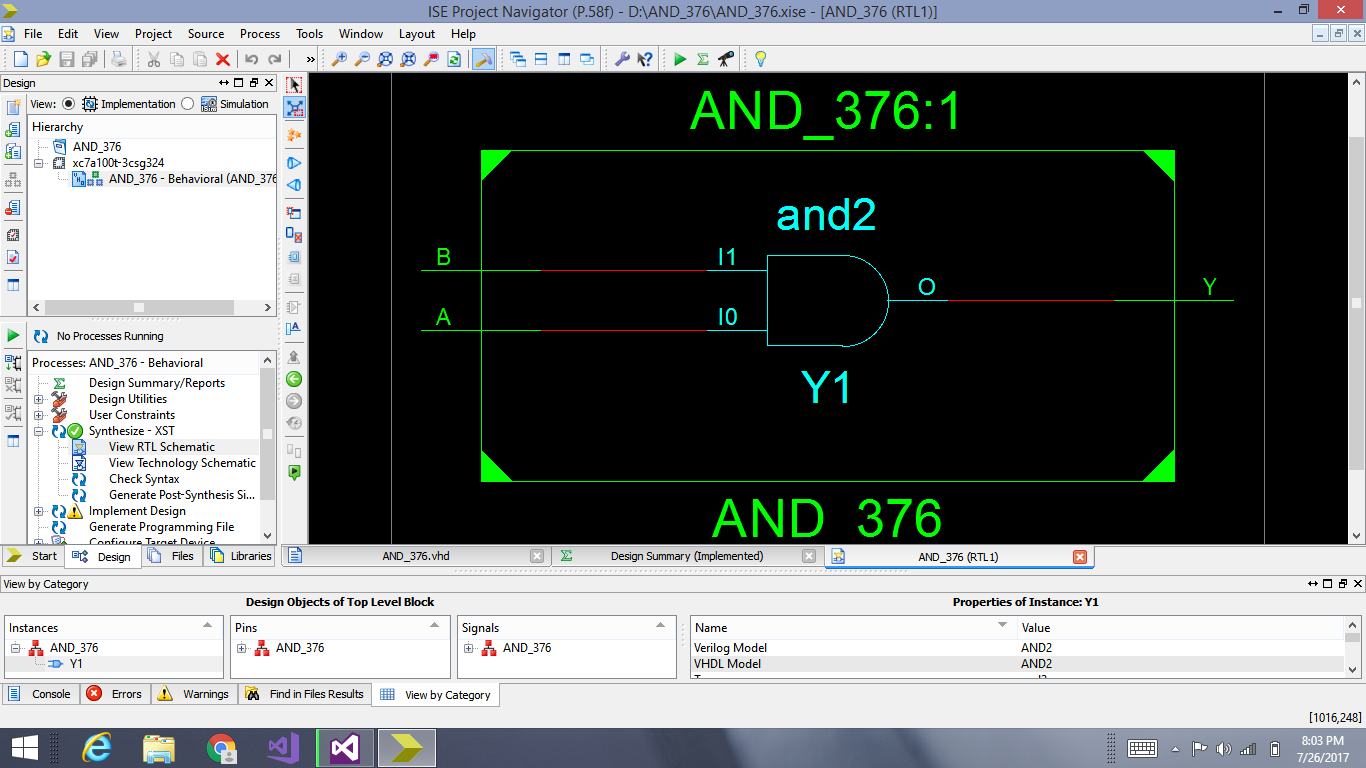 ISE Project Navigator (P.58f) - D:\AND_376\AND_376.xise - [AND_376 (RTL1)]
File Edit View Project Source Process Tools Window Layout Help
Design
View: Implementation Simulation
Hierarchy
AND_376
xc7a100t-3csg324
AND_376 - Behavioral (AND_376
No Processes Running
Processes: AND_376 - Behavioral
Design Summary/Reports
Design Utilities
User Constraints
Synthesize - XST
View RTL Schematic
View Technology Schematic
Check Syntax
Generate Post-Synthesis Si...
Implement Design
Generate Programming File
Configure Target Device
Start Design Files Libraries
AND_376:1
and2
B I1
O Y
A I0
Y1
AND_376
AND_376.vhd Design Summary (Implemented) AND_376 (RTL1)
View by Category
Design Objects of Top Level Block Properties of Instance: Y1
Instances Pins Signals Name Value
AND_376 AND_376 AND_376 Verilog Model AND2
Y1 VHDL Model AND2
Console Errors Warnings Find in Files Results View by Category
[1016,248]
8:03 PM
7/26/2017